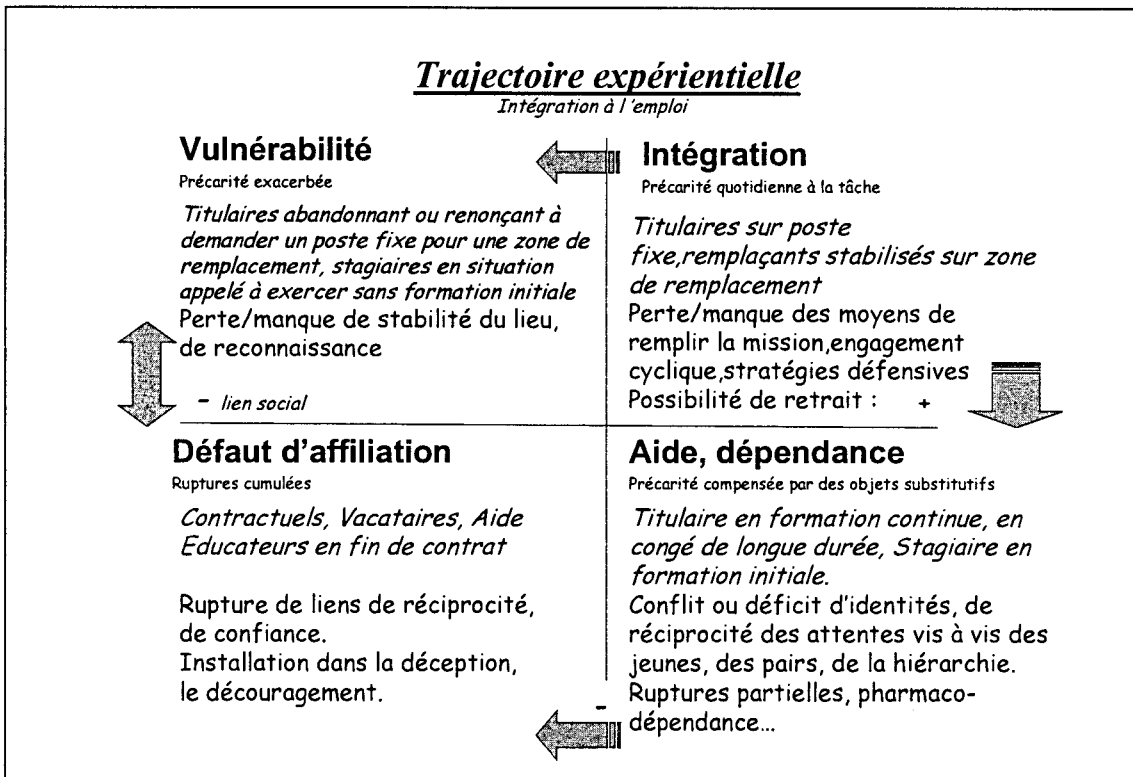 Trajectoire expérientielle
Intégration à l 'emploi
Vulnérabilité
Précarité exacerbée
Titulaires abandonnant ou renonçant à
demander un poste fixe pour une zone de
remplacement, stagiaires en situation
appelé à exercer sans formation initiale
Perte/manque de stabilité du lieu,
de reconnaissance
- lien social
Intégration
Précarité quotidienne à la tâche
Titulaires sur poste
fixe,remplaçants stabilisés sur zone
de remplacement
Perte/manque des moyens de
remplir la mission,engagement
cyclique,stratégies défensives
Possibilité de retrait : +
Défaut d'affiliation
Ruptures cumulées
Contractuels, Vacataires, Aide
Educateurs en fin de contrat
Rupture de liens de réciprocité,
de confiance.
Installation dans la déception,
le découragement.
Aide, dépendance
Précarité compensée par des objets substitutifs
Titulaire en formation continue, en
congé de longue durée, Stagiaire en
formation initiale.
Conflit ou déficit d'identités, de
réciprocité des attentes vis à vis des
jeunes, des pairs, de la hiérarchie.
Ruptures partielles, pharmaco-
dépendance...
-